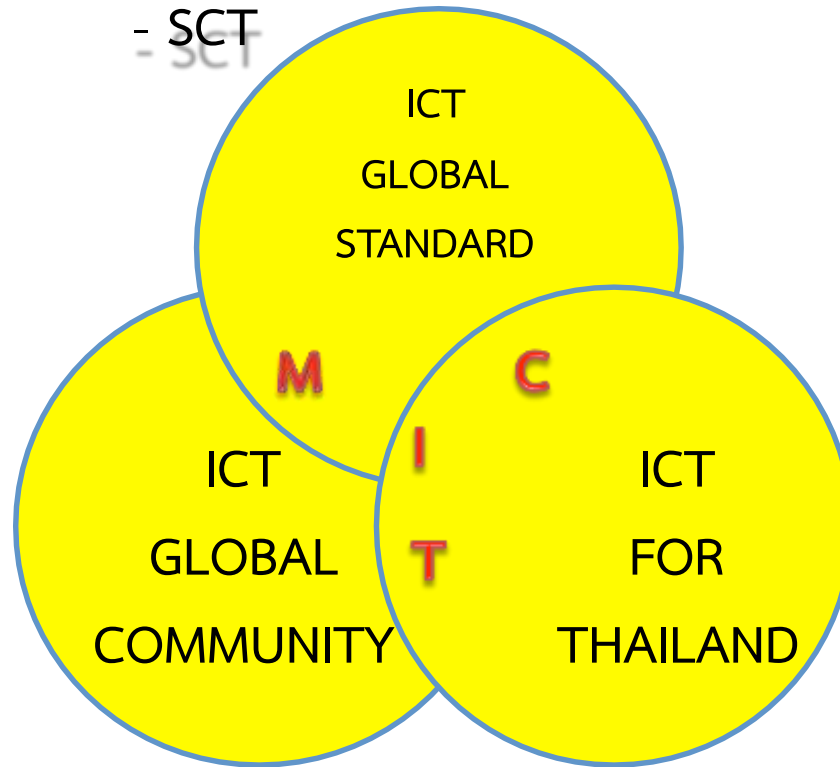 - SCT
ICT
GLOBAL
STANDARD
M
C
I
T
ICT
GLOBAL
COMMUNITY
ICT
FOR
THAILAND